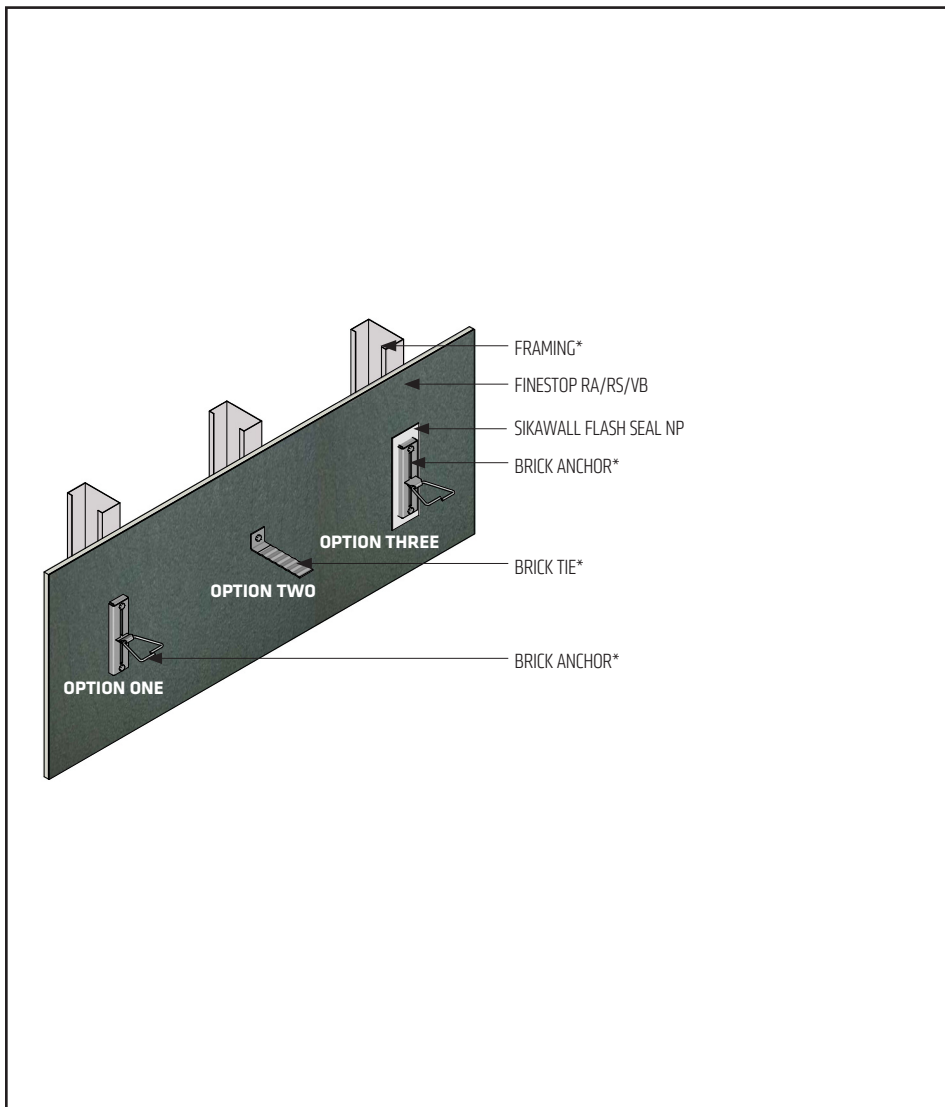 FRAMING*
FINESTOP RA/RS/VB
SIKAWALL FLASH SEAL NP
BRICK ANCHOR*
OPTION THREE
BRICK TIE*
OPTION TWO
BRICK ANCHOR*
OPTION ONE